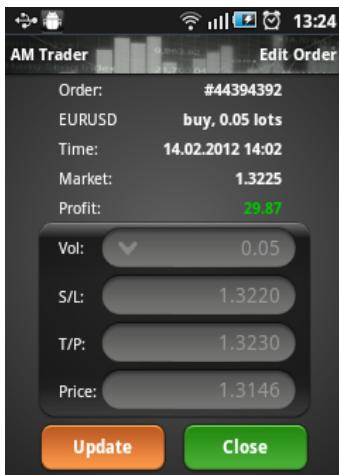 13:24
AM Trader Edit Order
Order: #44394392
EURUSD buy, 0.05 lots
Time: 14.02.2012 14:02
Market: 1.3225
Profit: 29.87
Vol: 0.05
S/L: 1.3220
T/P: 1.3230
Price: 1.3146
Update Close